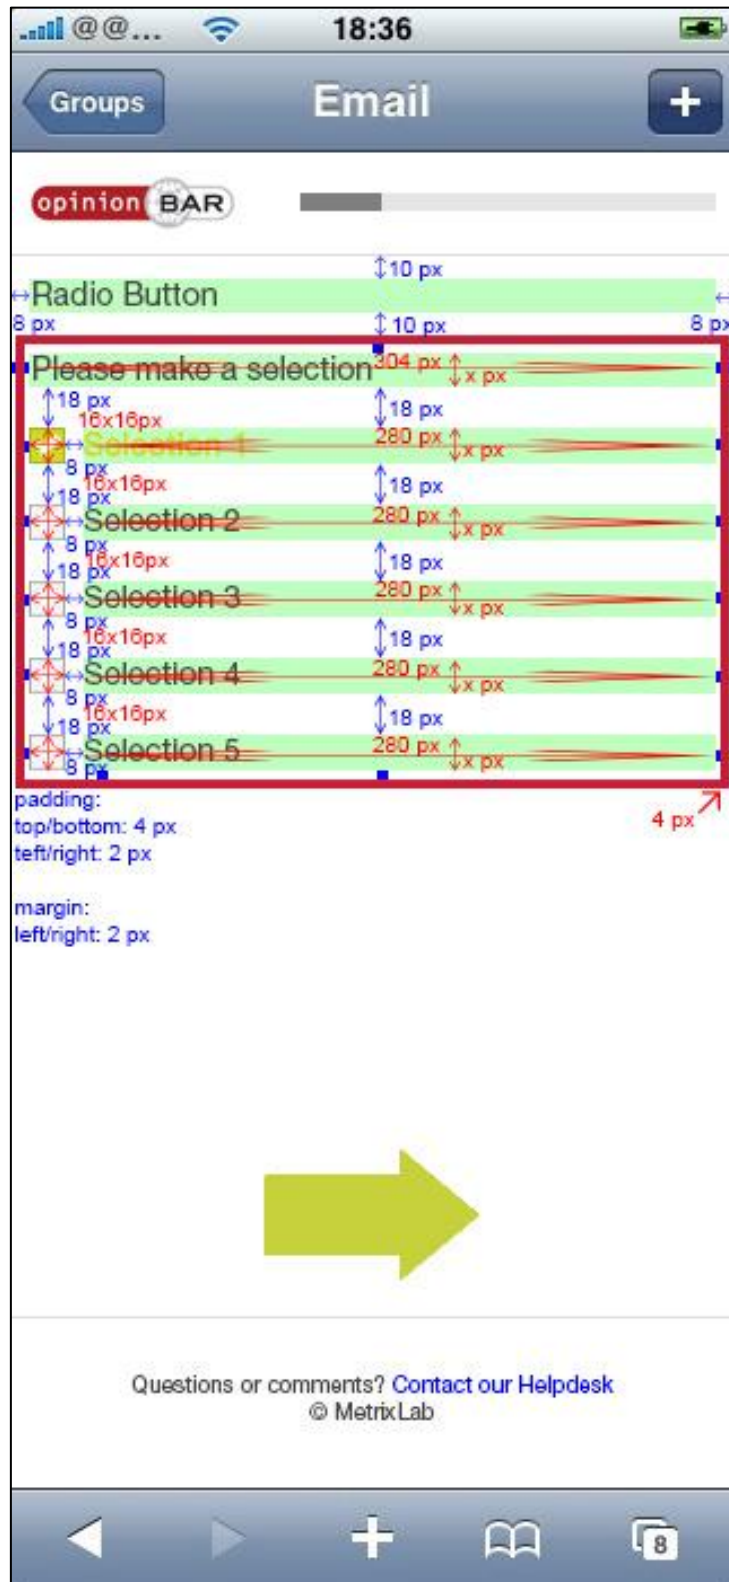 @@... 18:36
Groups Email +
opinion BAR
10 px
Radio Button
8 px 10 px 8 px
Please make a selection 304 px x px
18 px 18 px
16x16px
Selection 1 280 px x px
8 px
16x16px
18 px 18 px
Selection 2 280 px x px
8 px
16x16px
18 px 18 px
Selection 3 280 px x px
8 px
16x16px
18 px 18 px
Selection 4 280 px x px
8 px
16x16px
18 px 18 px
Selection 5 280 px x px
8 px
padding:
top/bottom: 4 px 4 px
teft/right: 2 px
margin:
left/right: 2 px
Questions or comments? Contact our Helpdesk
© MetrixLab
8